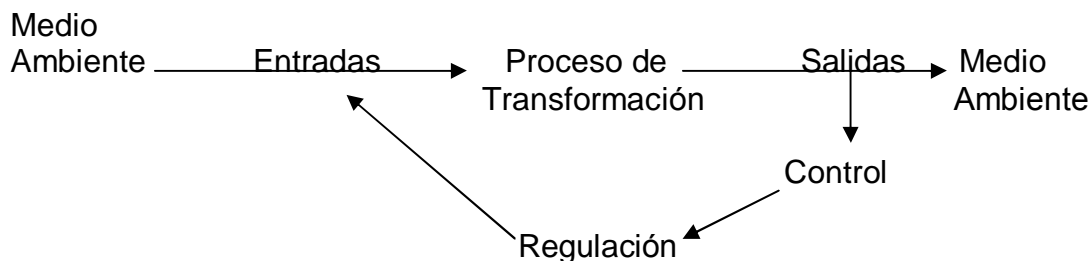 Medio
Ambiente Entradas Proceso de Salidas Medio
Transformación Ambiente
Control
Regulación